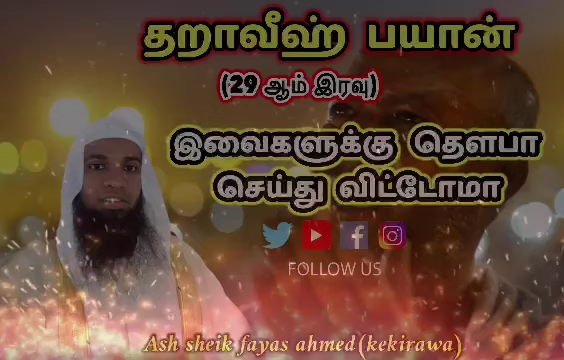 தறாவீஹ் பயான்
(29 ஆம் இரவு)
இவைகளுக்கு தௌபா
செய்து விட்டோமா
FOLLOW US
Ash sheik fayas ahmed(kekirawa)